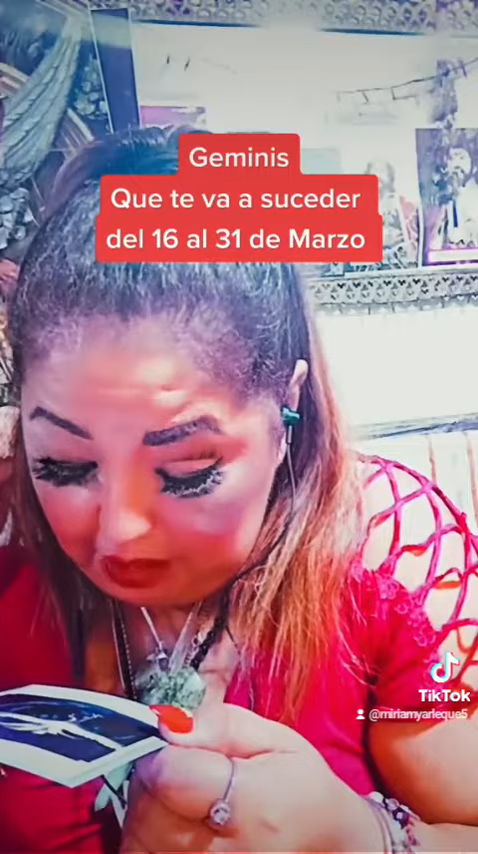 Geminis
Que te va a suceder
del 16 al 31 de Marzo
TikTok
@miriamyarleque5